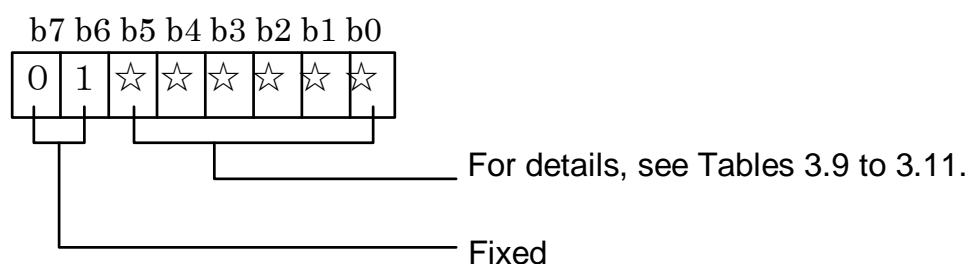 b7 b6 b5 b4 b3 b2 b1 b0
0 1 ☆ ☆ ☆ ☆ ☆ ☆
For details, see Tables 3.9 to 3.11.
Fixed